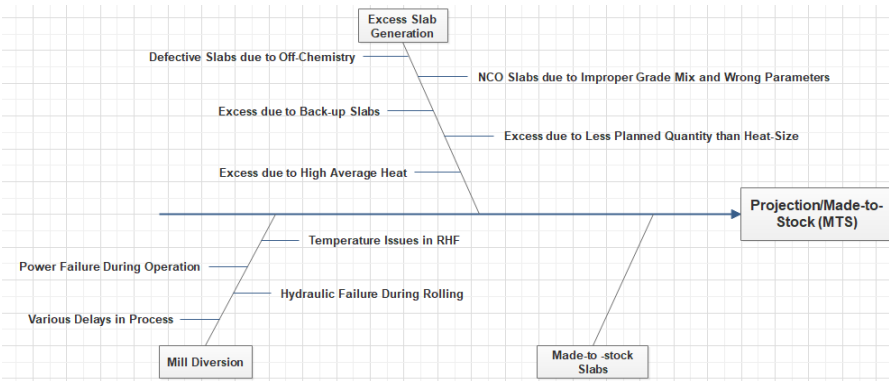 Excess Slab
Generation
Defective Slabs due to Off-Chemistry
NCO Slabs due to Improper Grade Mix and Wrong Parameters
Excess due to Back-up Slabs
Excess due to Less Planned Quantity than Heat-Size
Excess due to High Average Heat
Projection/Made-to-
Stock (MTS)
Temperature Issues in RHF
Power Failure During Operation
Hydraulic Failure During Rolling
Various Delays in Process
Mill Diversion
Made-to -stock
Slabs